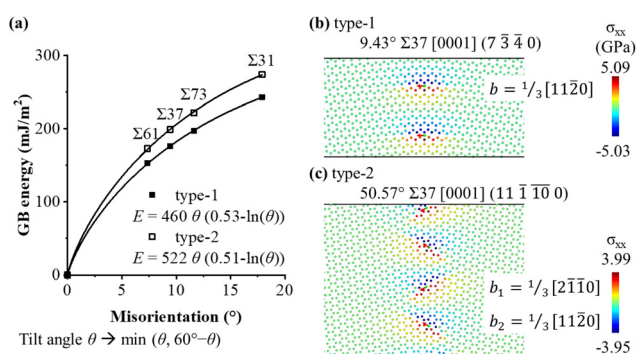 (a)
300
200
100
0
GB energy (mJ/m²)
Σ61
Σ37
Σ73
Σ31
type-1
E = 460 θ (0.53-ln(θ))
type-2
E = 522 θ (0.51-ln(θ))
0 5 10 15 20
Misorientation (°)
Tilt angle θ → min (θ, 60°−θ)
(b) type-1
9.43° Σ37 [0001] (7 3̅ 4̅ 0)
b = 1/3 [112̅0]
σxx
(GPa)
5.09
-5.03
(c) type-2
50.57° Σ37 [0001] (11 1̅ 1̅0̅ 0)
b₁ = 1/3 [21̅1̅0]
b₂ = 1/3 [112̅0]
σxx
3.99
-3.95